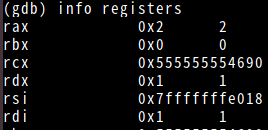 (gdb) info registers
rax 0x2 2
rbx 0x0 0
rcx 0x555555554690
rdx 0x1 1
rsi 0x7fffffffe018
rdi 0x1 1